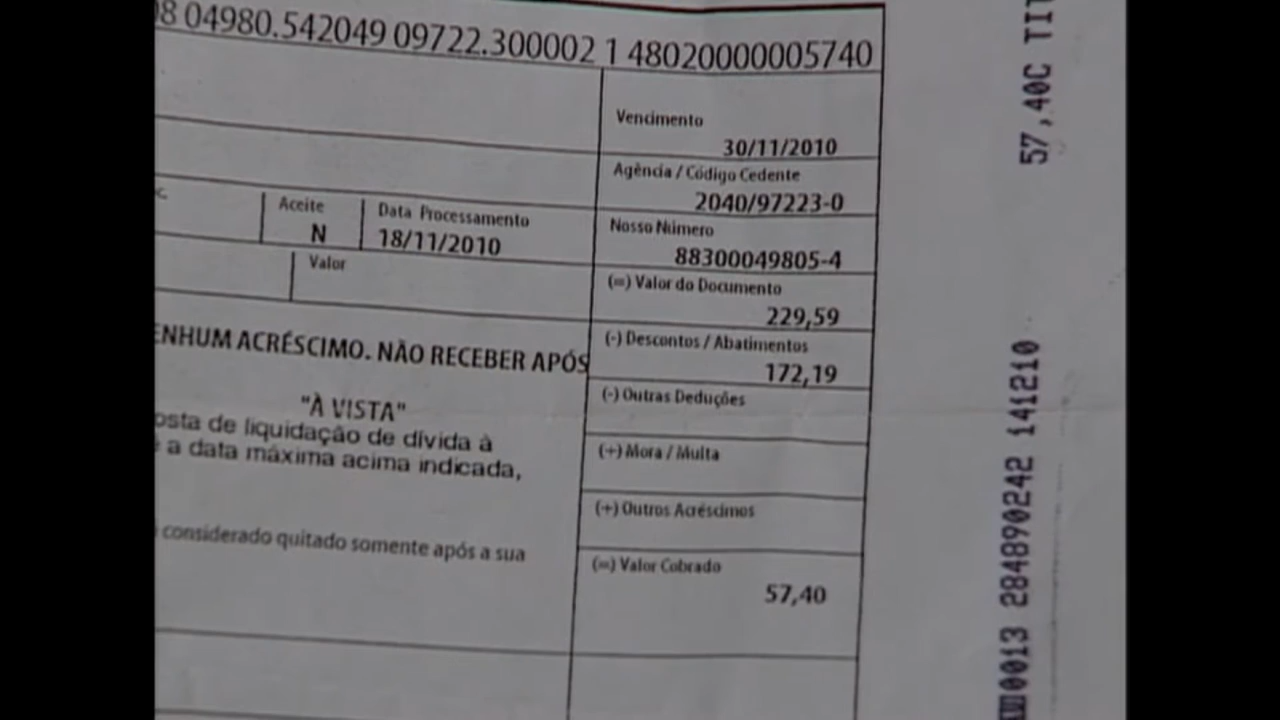 04980.542049 09722.300002 1 48020000005740
Vencimento
30/11/2010
Agência / Código Cedente
2040/97223-0
Aceite
N
Data Processamento
18/11/2010
Nosso Número
88300049805-4
Valor
(=) Valor do Documento
229,59
NENHUM ACRÉSCIMO. NÃO RECEBER APÓS
(-) Descontos / Abatimentos
172,19
"À VISTA"
(-) Outras Deduções
de liquidação de dívida à
a data máxima acima indicada,
(+) Mora / Multa
(+) Outros Acréscimos
considerado quitado somente após a sua
(=) Valor Cobrado
57,40
0013 284890242 141210 57,40C TIT